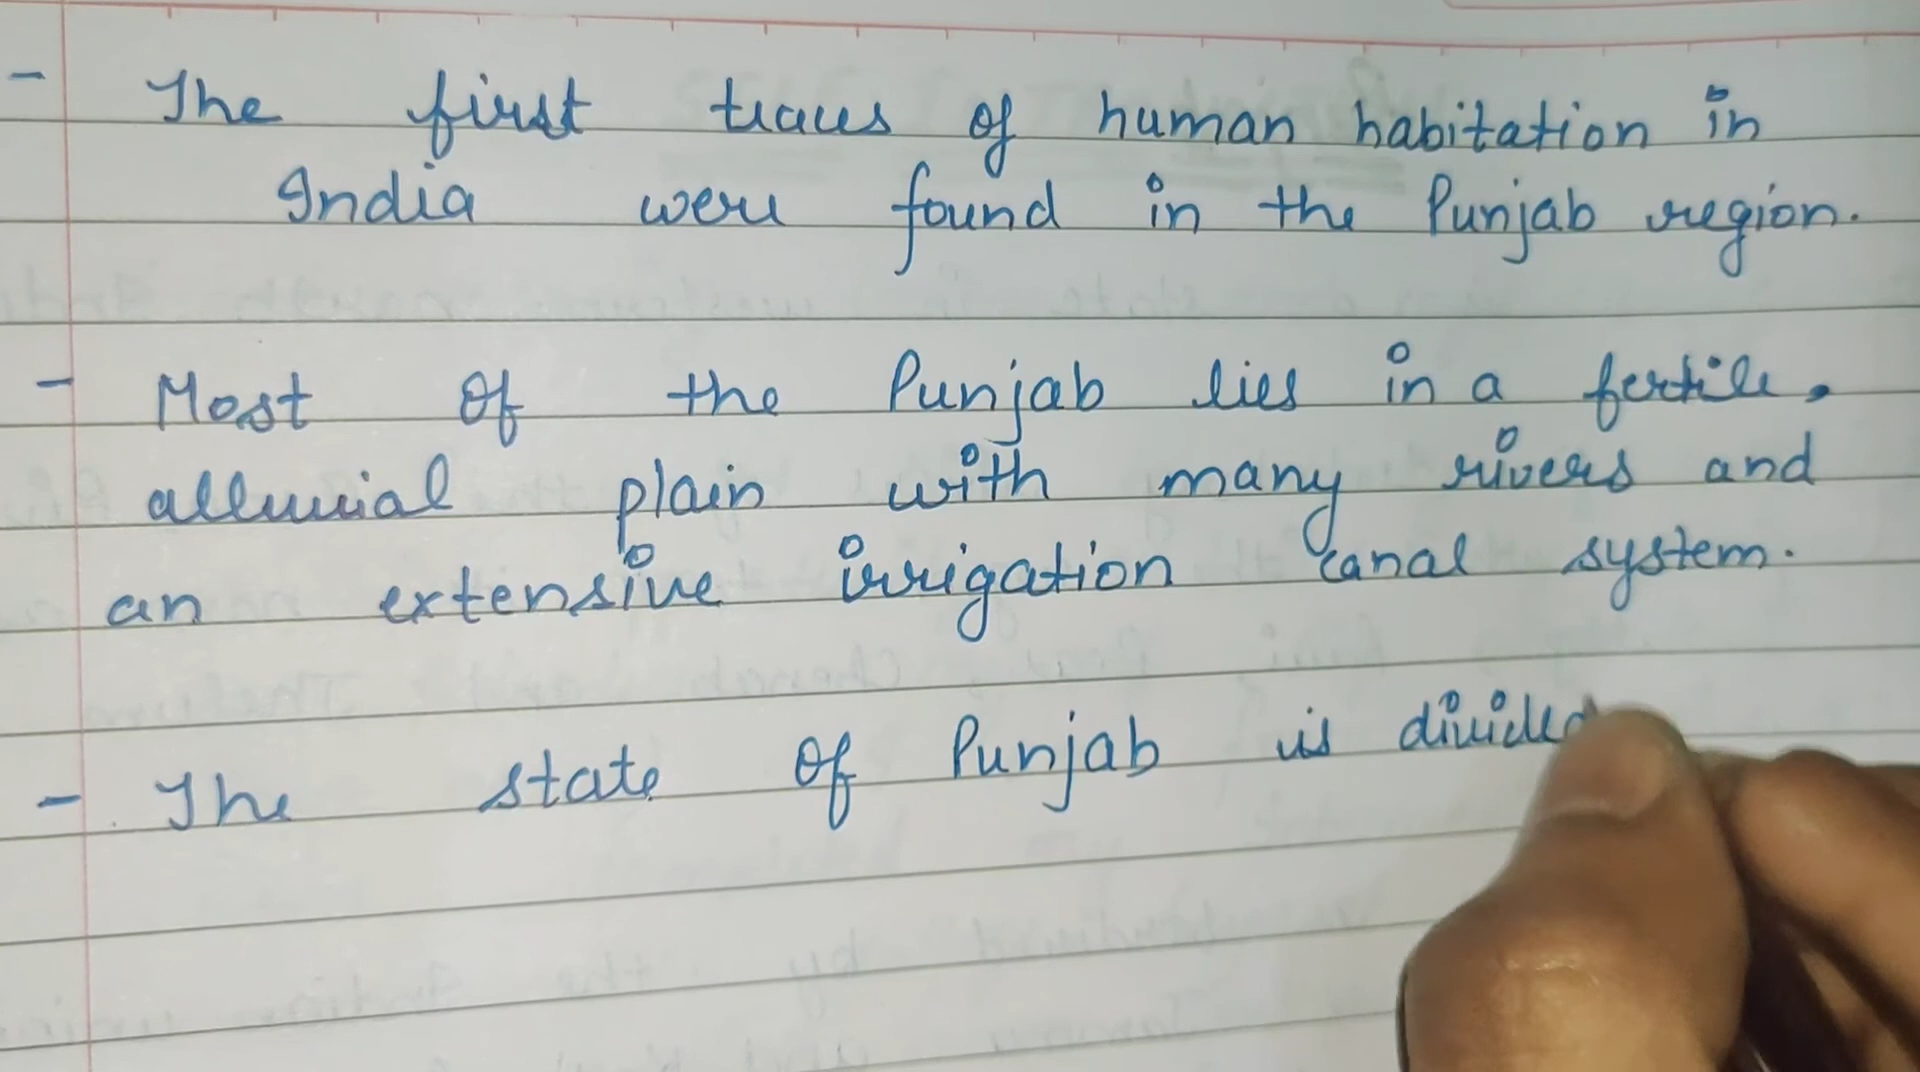 - The first traces of human habitation in
India were found in the Punjab region.
- Most of the Punjab lies in a fertile,
alluvial plain with many rivers and
an extensive irrigation canal system.
- The state of Punjab is divided